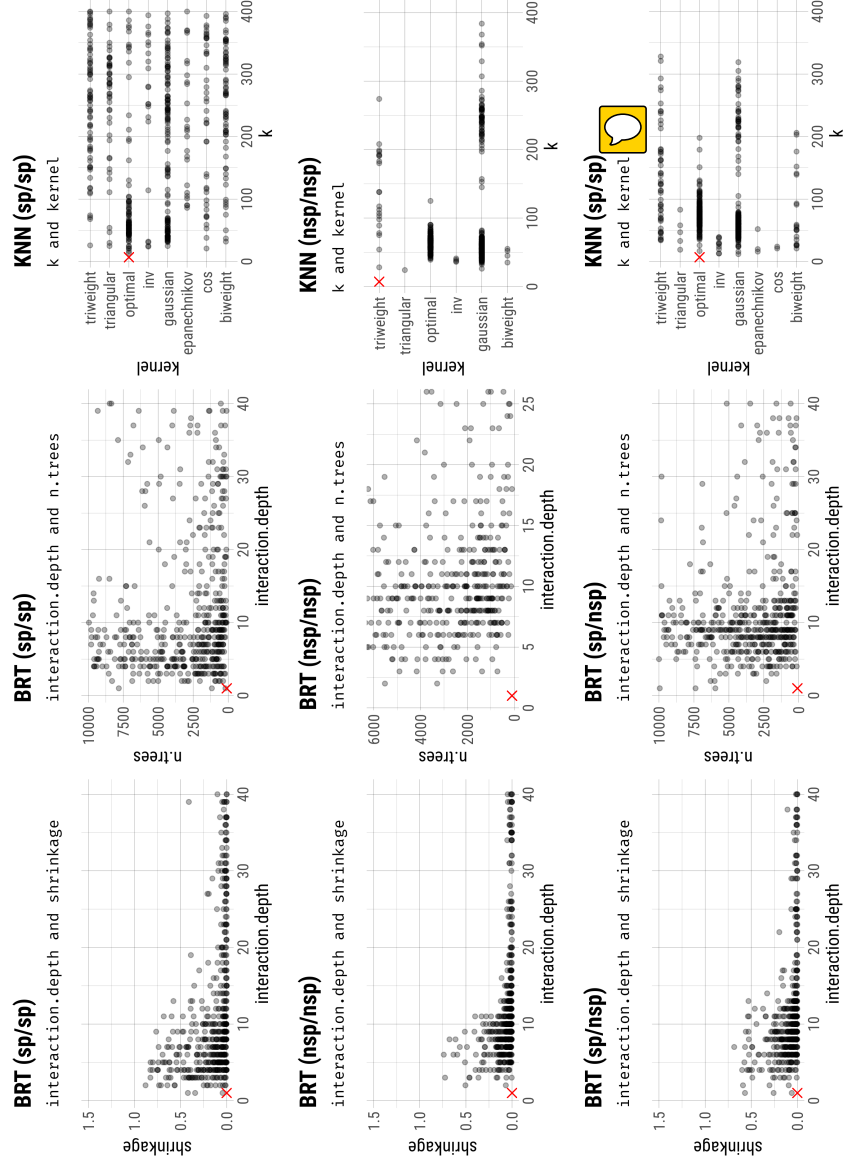 BRT (sp/sp)
interaction.depth and shrinkage
shrinkage
1.5
1.0
0.5
0.0
0
10
20
30
40
interaction.depth
BRT (sp/sp)
interaction.depth and n.trees
n.trees
10000
7500
5000
2500
0
0
10
20
30
40
interaction.depth
KNN (sp/sp)
k and kernel
kernel
triweight
triangular
optimal
inv
gaussian
epanechnikov
cos
biweight
0
100
200
300
400
k
BRT (nsp/nsp)
interaction.depth and shrinkage
shrinkage
1.5
1.0
0.5
0.0
0
10
20
30
40
interaction.depth
BRT (nsp/nsp)
interaction.depth and n.trees
n.trees
6000
4000
2000
0
0
5
10
15
20
25
interaction.depth
KNN (nsp/nsp)
k and kernel
kernel
triweight
triangular
optimal
inv
gaussian
biweight
0
100
200
300
400
k
BRT (sp/nsp)
interaction.depth and shrinkage
shrinkage
1.5
1.0
0.5
0.0
0
10
20
30
40
interaction.depth
BRT (sp/nsp)
interaction.depth and n.trees
n.trees
10000
7500
5000
2500
0
0
10
20
30
40
interaction.depth
KNN (sp/sp)
k and kernel
kernel
triweight
triangular
optimal
inv
gaussian
epanechnikov
cos
biweight
0
100
200
300
400
k